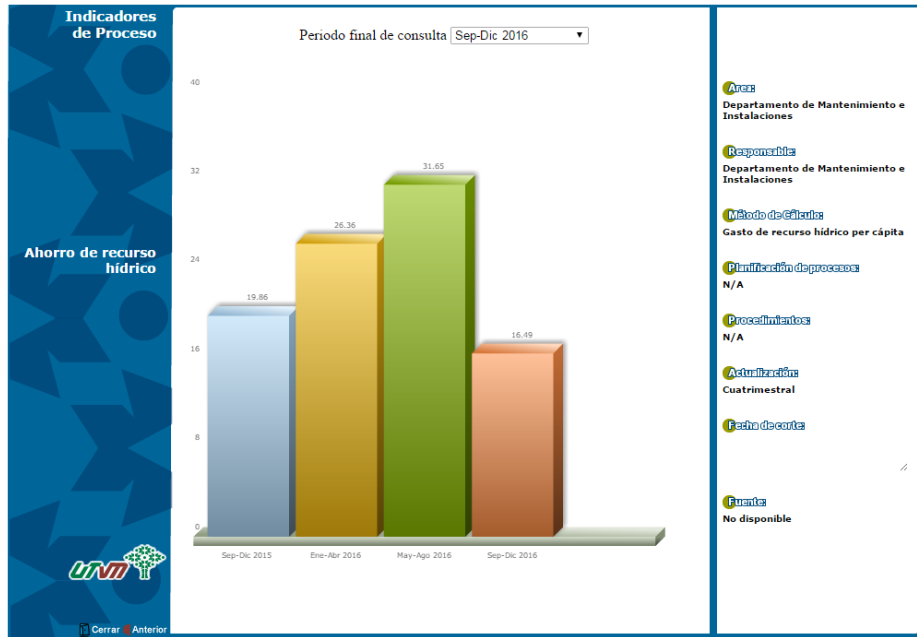 Indicadores
de Proceso
Ahorro de recurso
hídrico
UTVM
Cerrar Anterior
Periodo final de consulta Sep-Dic 2016
40
32
24
16
8
0
19.86
26.36
31.65
16.49
Sep-Dic 2015
Ene-Abr 2016
May-Ago 2016
Sep-Dic 2016
Area:
Departamento de Mantenimiento e
Instalaciones
Responsable:
Departamento de Mantenimiento e
Instalaciones
Método de Cálculo:
Gasto de recurso hídrico per cápita
Planificación de procesos:
N/A
Procedimientos:
N/A
Actualización:
Cuatrimestral
Fecha de corte:
Fuente:
No disponible